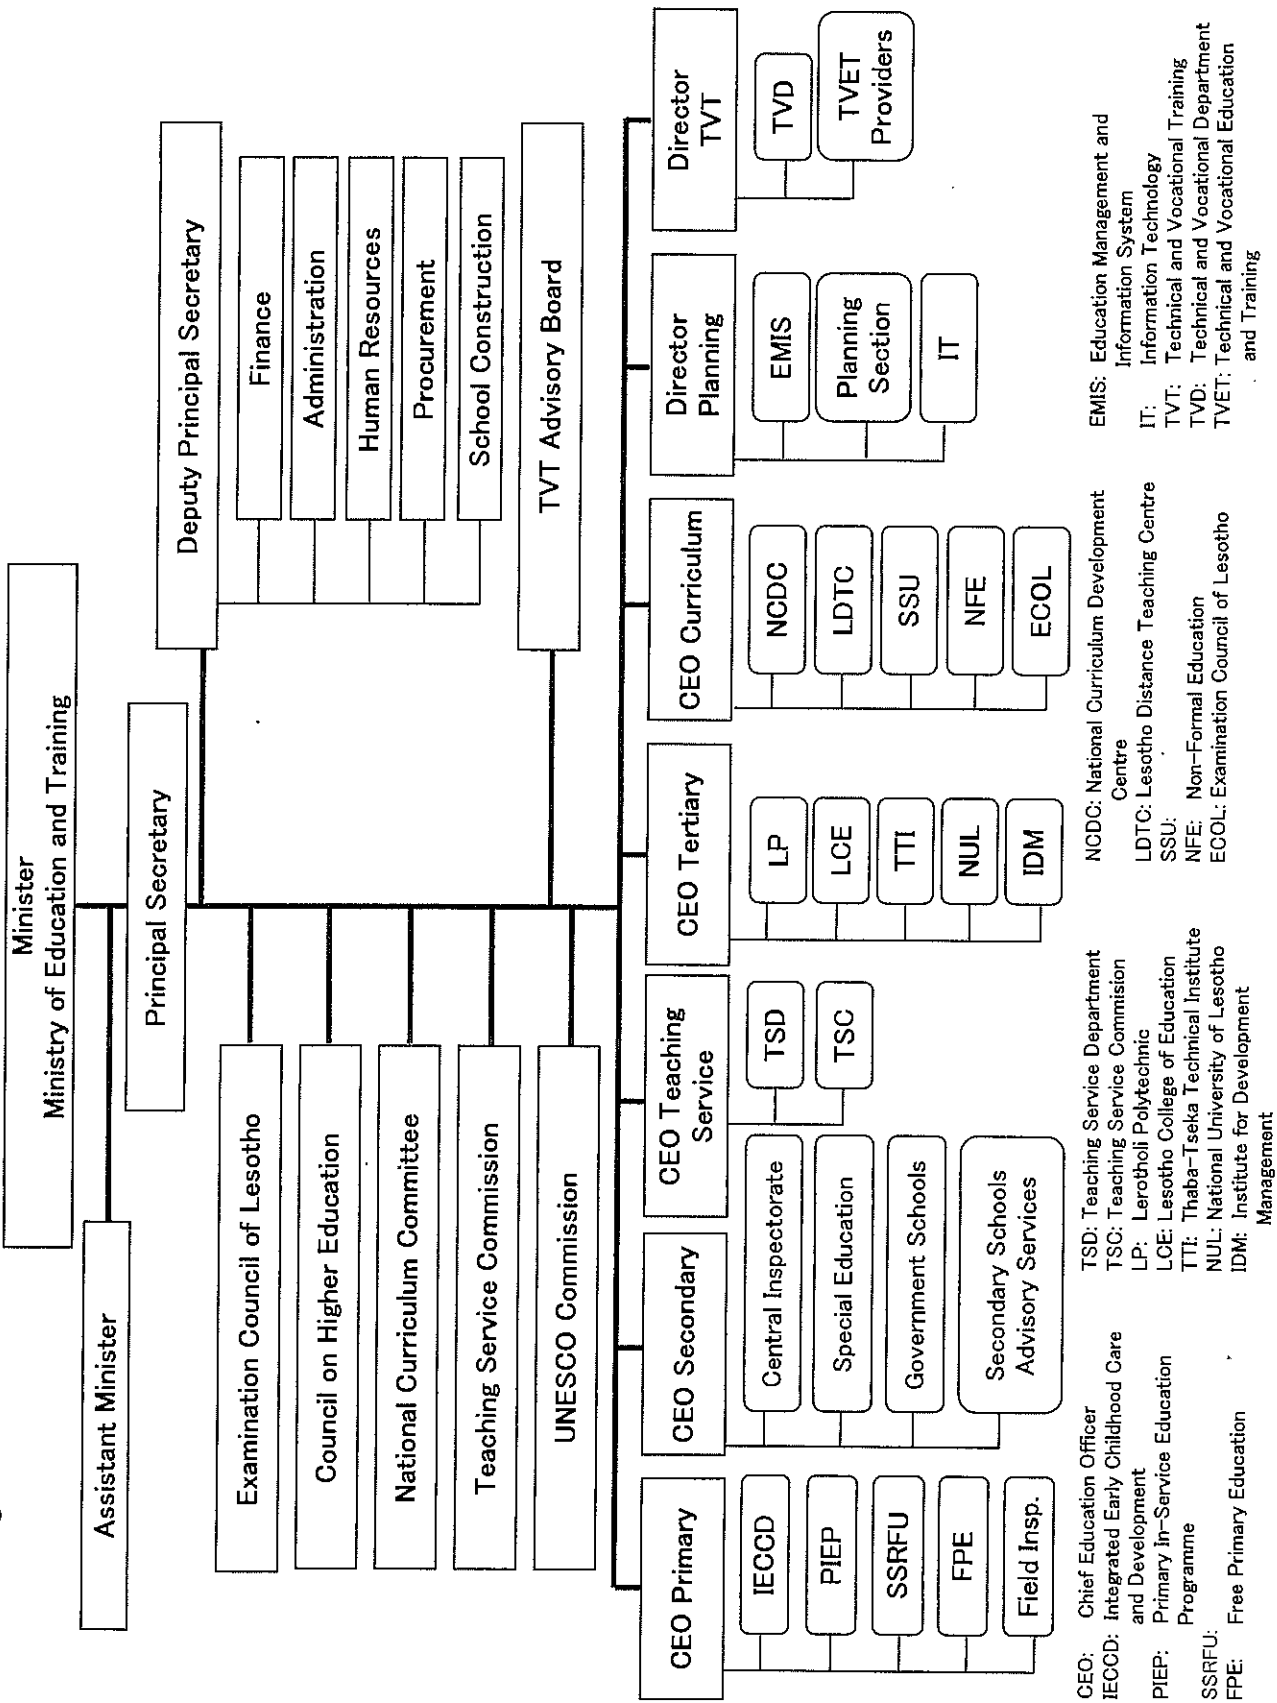 Minister
Ministry of Education and Training
Assistant Minister
Principal Secretary
Deputy Principal Secretary
Finance
Administration
Human Resources
Procurement
School Construction
TVT Advisory Board
Examination Council of Lesotho
Council on Higher Education
National Curriculum Committee
Teaching Service Commission
UNESCO Commission
CEO Primary
IECCD
PIEP
SSRFU
FPE
Field Insp.
CEO Secondary
Central Inspectorate
Special Education
Government Schools
Secondary Schools
Advisory Services
CEO Teaching
Service
TSD
TSC
CEO Tertiary
LP
LCE
TTI
NUL
IDM
CEO Curriculum
NCDC
LDTC
SSU
NFE
ECOL
Director
Planning
EMIS
Planning
Section
IT
Director
TVT
TVD
TVET
Providers
CEO: Chief Education Officer
IECCD: Integrated Early Childhood Care
and Development
PIEP: Primary In-Service Education
Programme
SSRFU:
FPE: Free Primary Education
TSD: Teaching Service Department
TSC: Teaching Service Commision
LP: Lerotholi Polytechnic
LCE: Lesotho College of Education
TTI: Thaba-Tseka Technical Institute
NUL: National University of Lesotho
IDM: Institute for Development
Management
NCDC: National Curriculum Development
Centre
LDTC: Lesotho Distance Teaching Centre
SSU:
NFE: Non-Formal Education
ECOL: Examination Council of Lesotho
EMIS: Education Management and
Information System
IT: Information Technology
TVT: Technical and Vocational Training
TVD: Technical and Vocational Department
TVET: Technical and Vocational Education
and Training